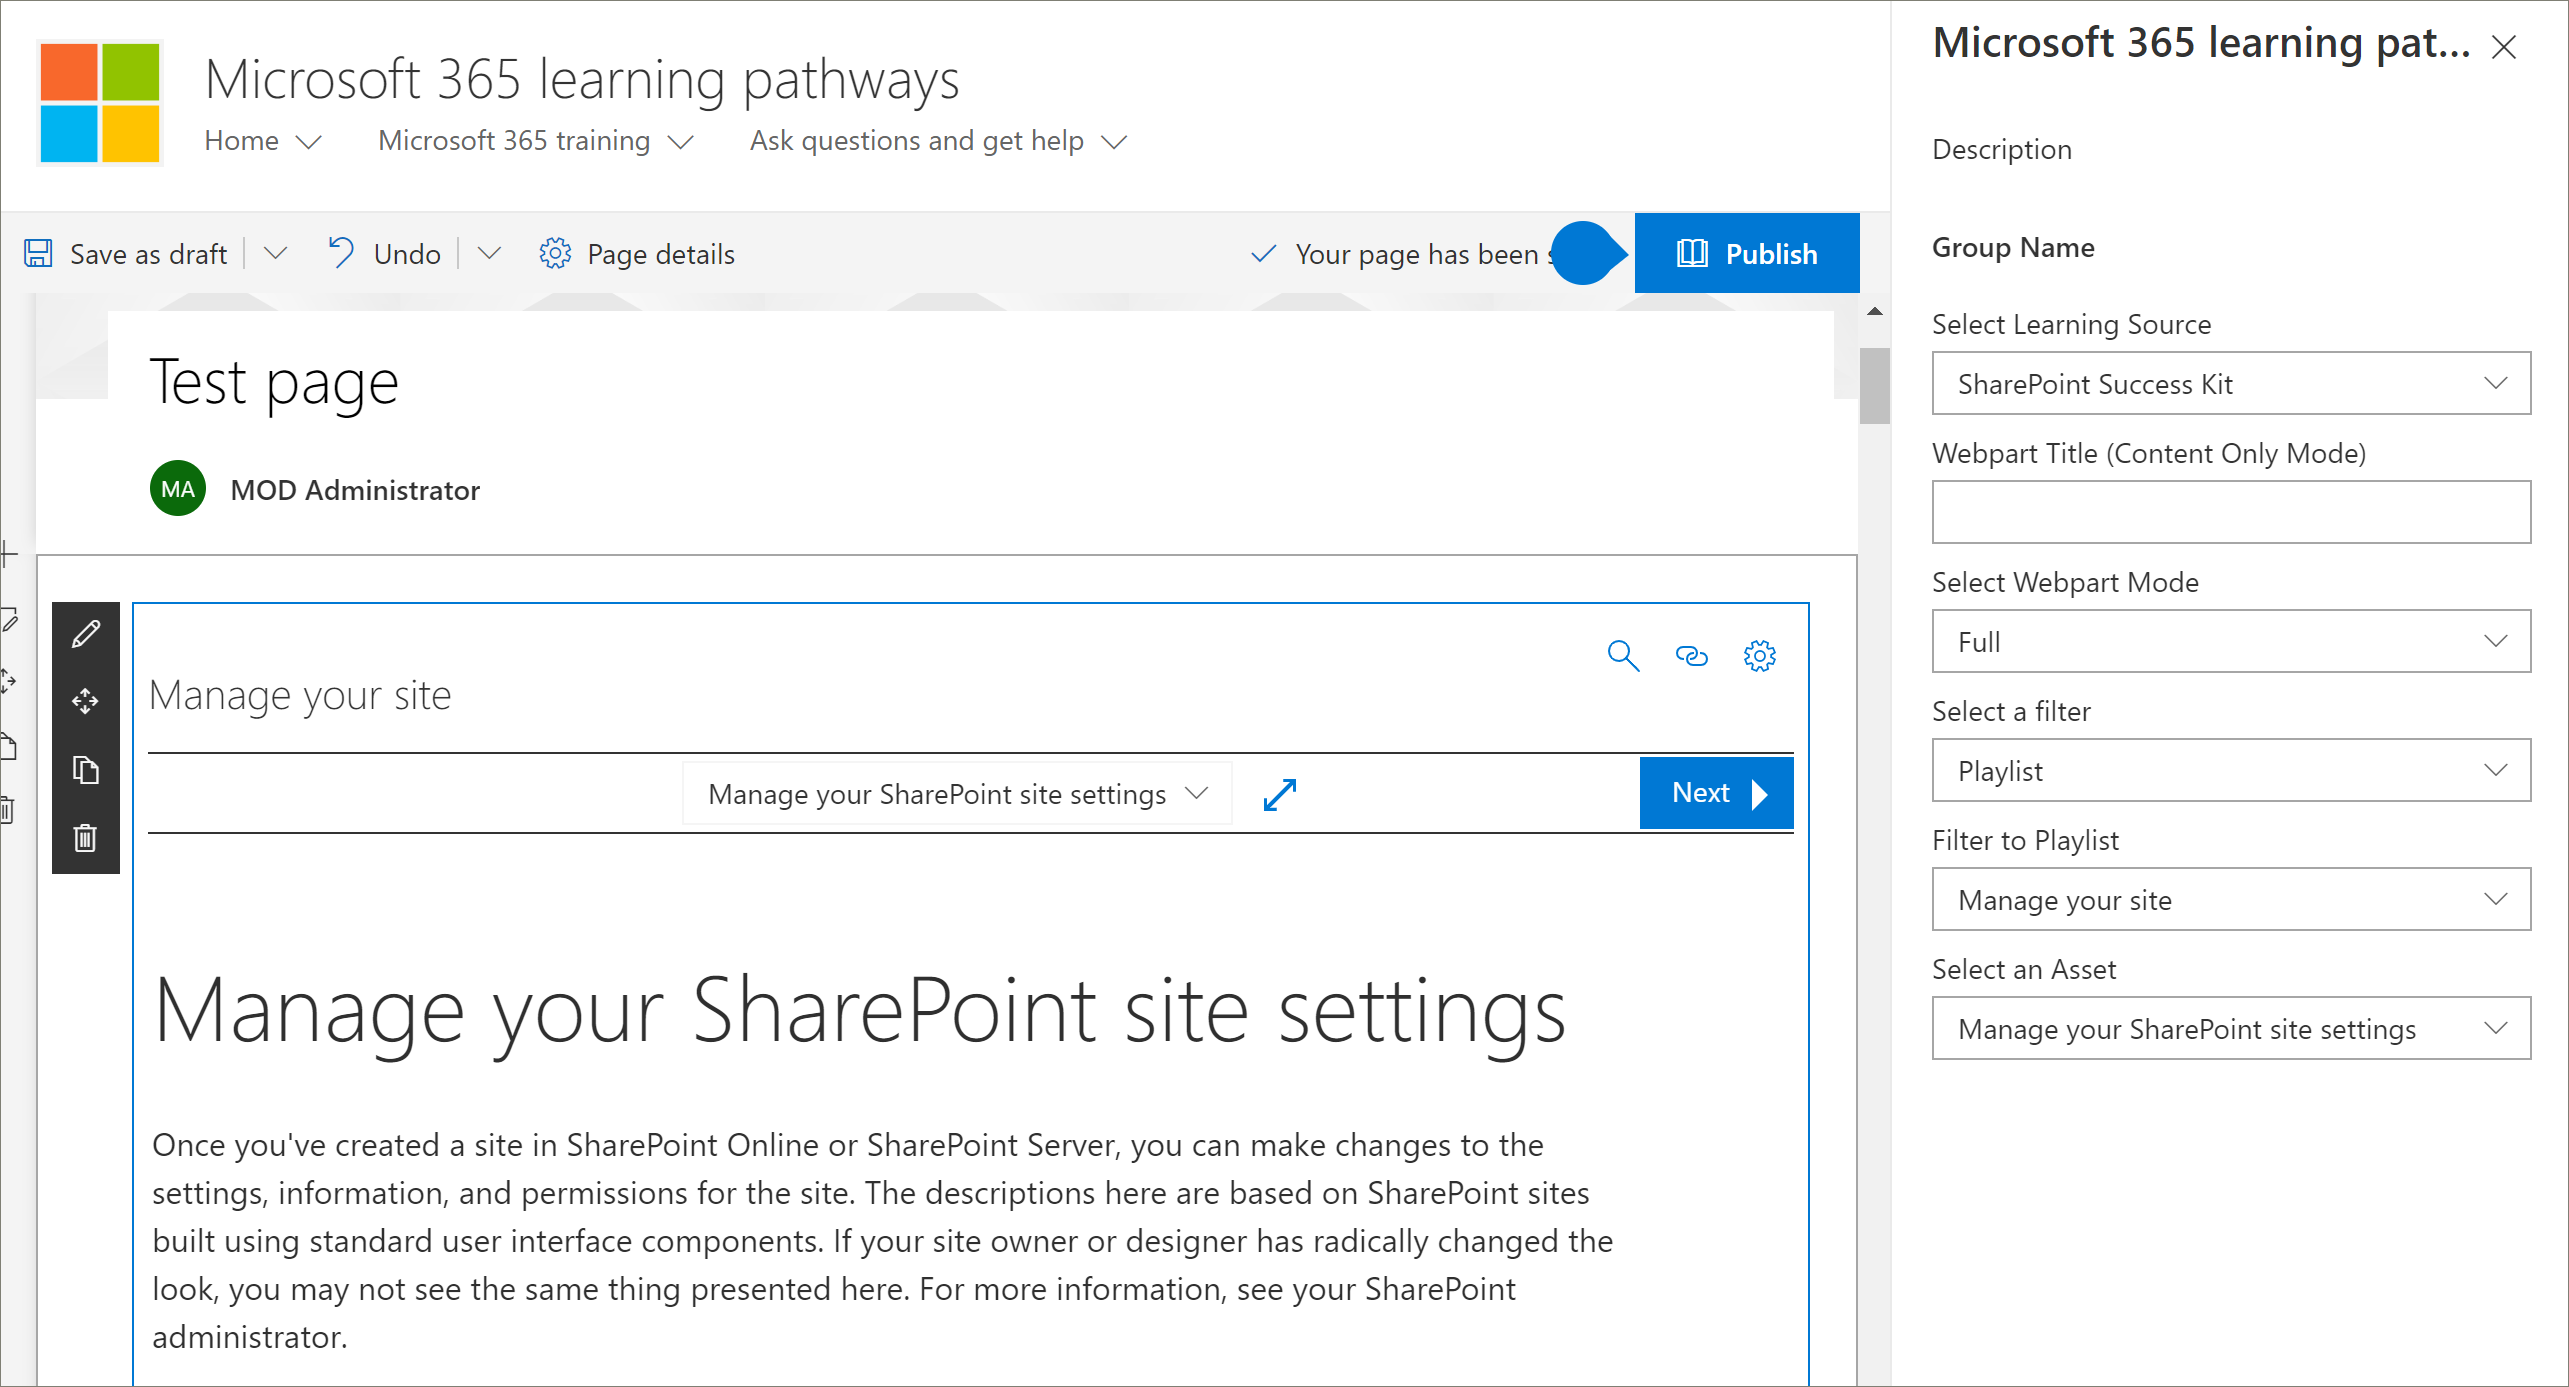 Microsoft 365 learning pathways
Home
Microsoft 365 training
Ask questions and get help
Save as draft
Undo
Page details
Your page has been
Publish
Test page
MA
MOD Administrator
Manage your site
Manage your SharePoint site settings
Next
Manage your SharePoint site settings
Once you've created a site in SharePoint Online or SharePoint Server, you can make changes to the
settings, information, and permissions for the site. The descriptions here are based on SharePoint sites
built using standard user interface components. If your site owner or designer has radically changed the
look, you may not see the same thing presented here. For more information, see your SharePoint
administrator.
Microsoft 365 learning pat...
Description
Group Name
Select Learning Source
SharePoint Success Kit
Webpart Title (Content Only Mode)
Select Webpart Mode
Full
Select a filter
Playlist
Filter to Playlist
Manage your site
Select an Asset
Manage your SharePoint site settings